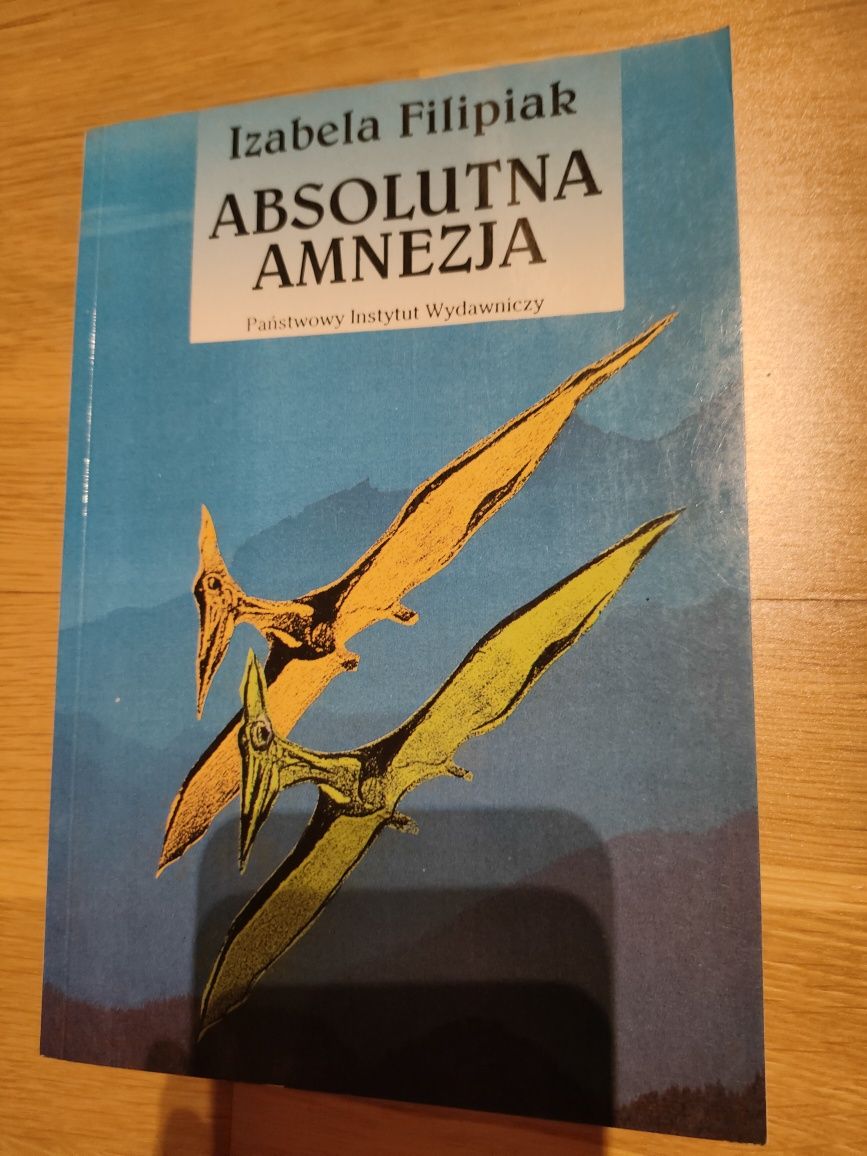 Izabela Filipiak
ABSOLUTNA
AMNEZJA
Państwowy Instytut Wydawniczy